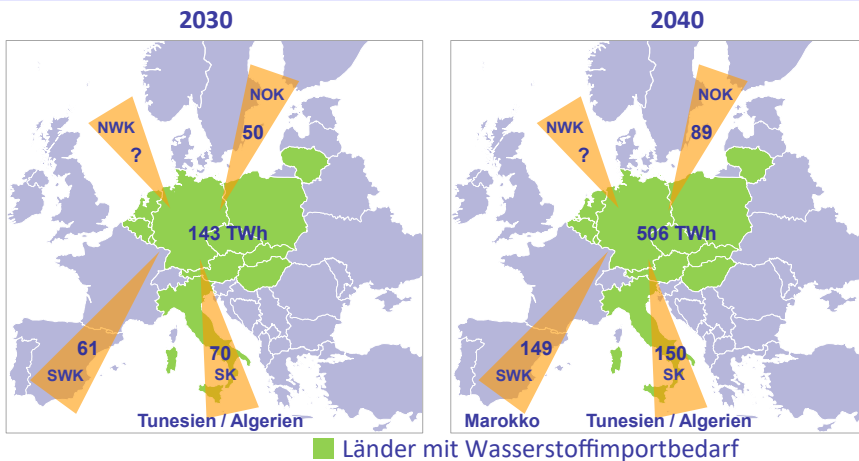 2030
NOK
50
NWK
?
143 TWh
61
SWK
70
SK
Tunesien / Algerien
2040
NOK
89
NWK
?
506 TWh
149
SWK
150
SK
Marokko
Tunesien / Algerien
Länder mit Wasserstoffimportbedarf